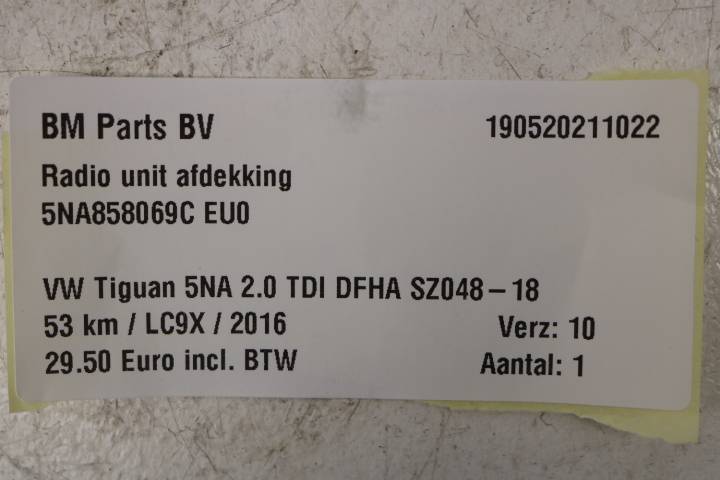 BM Parts BV 190520211022
Radio unit afdekking
5NA858069C EU0
VW Tiguan 5NA 2.0 TDI DFHA SZ048-18
53 km / LC9X / 2016 Verz: 10
29.50 Euro incl. BTW Aantal: 1